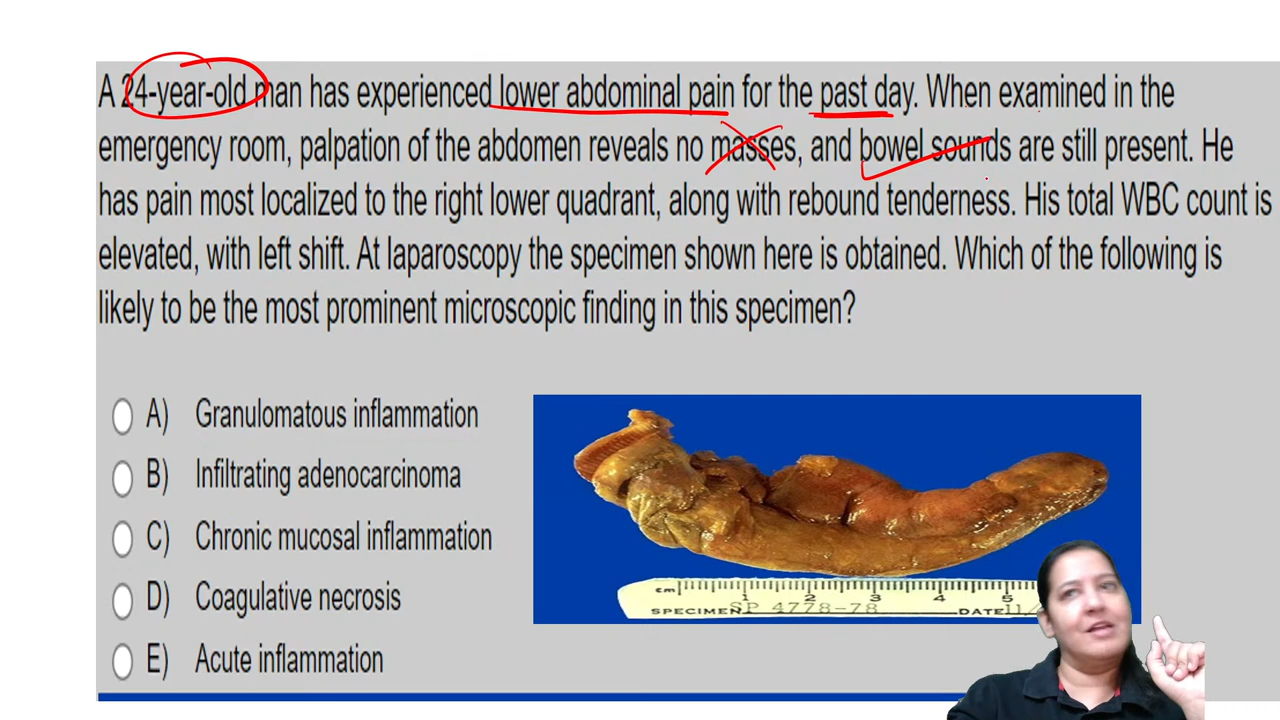 A 24-year-old man has experienced lower abdominal pain for the past day. When examined in the
emergency room, palpation of the abdomen reveals no masses, and bowel sounds are still present. He
has pain most localized to the right lower quadrant, along with rebound tenderness. His total WBC count is
elevated, with left shift. At laparoscopy the specimen shown here is obtained. Which of the following is
likely to be the most prominent microscopic finding in this specimen?
A) Granulomatous inflammation
B) Infiltrating adenocarcinoma
C) Chronic mucosal inflammation
D) Coagulative necrosis
E) Acute inflammation
cm 1 2 3 4 5
SPECIMEN SP 4778-78 DATE